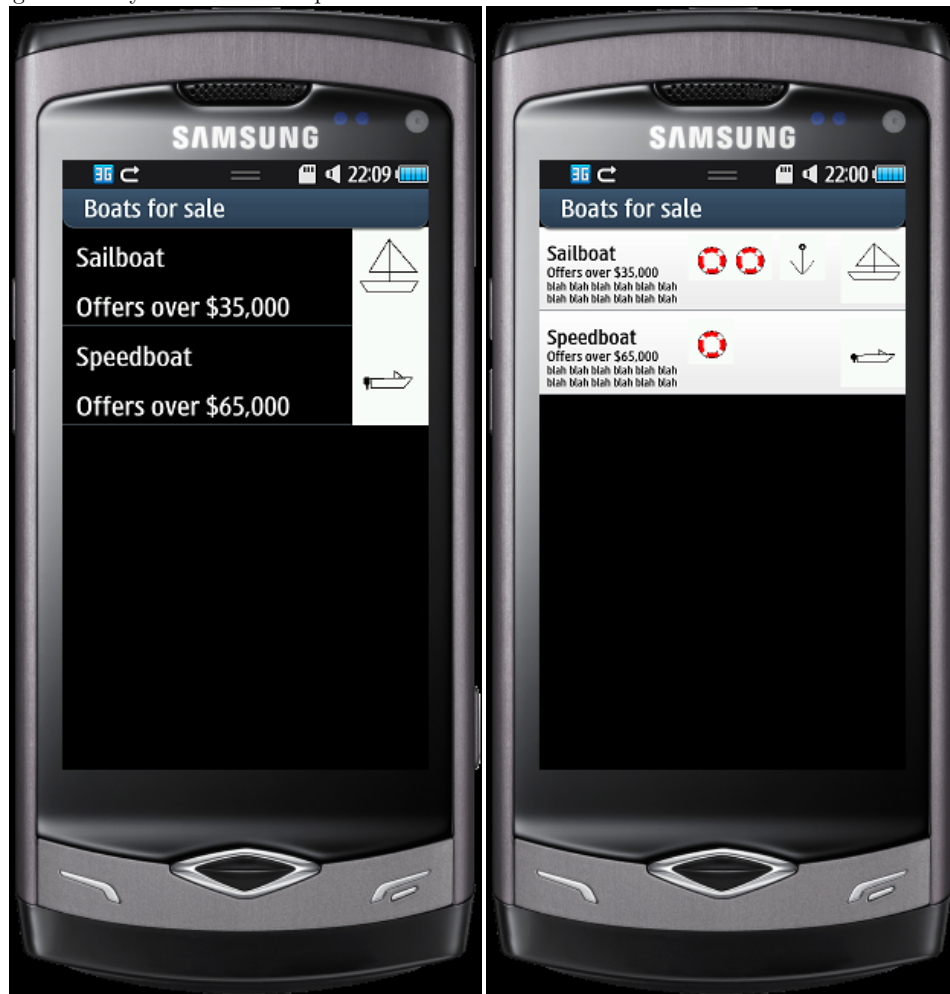 SAMSUNG
3G 22:09
Boats for sale
Sailboat
Offers over $35,000
Speedboat
Offers over $65,000
SAMSUNG
3G 22:00
Boats for sale
Sailboat
Offers over $35,000
blah blah blah blah blah blah
blah blah blah blah blah blah
Speedboat
Offers over $65,000
blah blah blah blah blah blah
blah blah blah blah blah blah